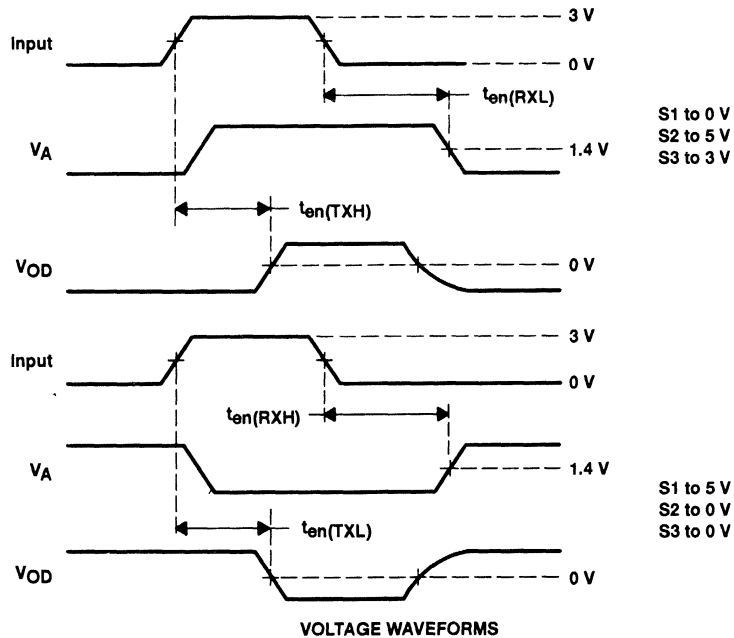 3 V
Input
0 V
ten(RXL)
S1 to 0 V
S2 to 5 V
S3 to 3 V
VA
1.4 V
ten(TXH)
VOD
0 V
3 V
Input
0 V
ten(RXH)
VA
1.4 V
S1 to 5 V
S2 to 0 V
S3 to 0 V
ten(TXL)
VOD
0 V
VOLTAGE WAVEFORMS